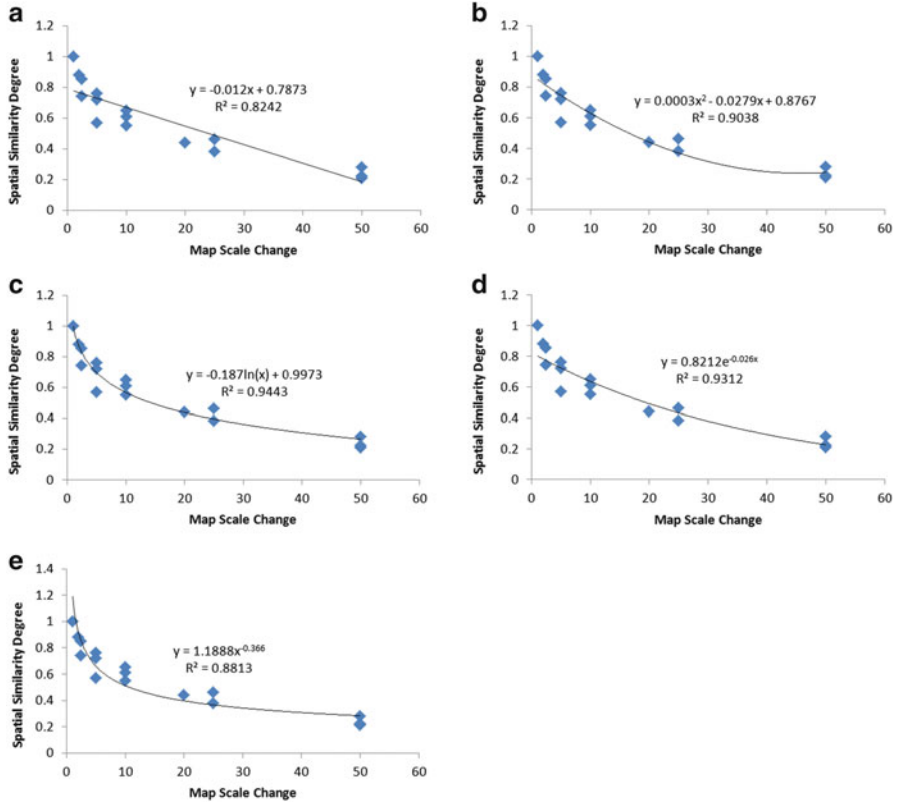 a
1.2
1
0.8
0.6
0.4
0.2
0
Spatial Similarity Degree
y = -0.012x + 0.7873
R² = 0.8242
0 10 20 30 40 50 60
Map Scale Change
b
1.2
1
0.8
0.6
0.4
0.2
0
Spatial Similarity Degree
y = 0.0003x² - 0.0279x + 0.8767
R² = 0.9038
0 10 20 30 40 50 60
Map Scale Change
c
1.2
1
0.8
0.6
0.4
0.2
0
Spatial Similarity Degree
y = -0.187ln(x) + 0.9973
R² = 0.9443
0 10 20 30 40 50 60
Map Scale Change
d
1.2
1
0.8
0.6
0.4
0.2
0
Spatial Similarity Degree
y = 0.8212e^-0.026x
R² = 0.9312
0 10 20 30 40 50 60
Map Scale Change
e
1.4
1.2
1
0.8
0.6
0.4
0.2
0
Spatial Similarity Degree
y = 1.1888x^-0.366
R² = 0.8813
0 10 20 30 40 50 60
Map Scale Change